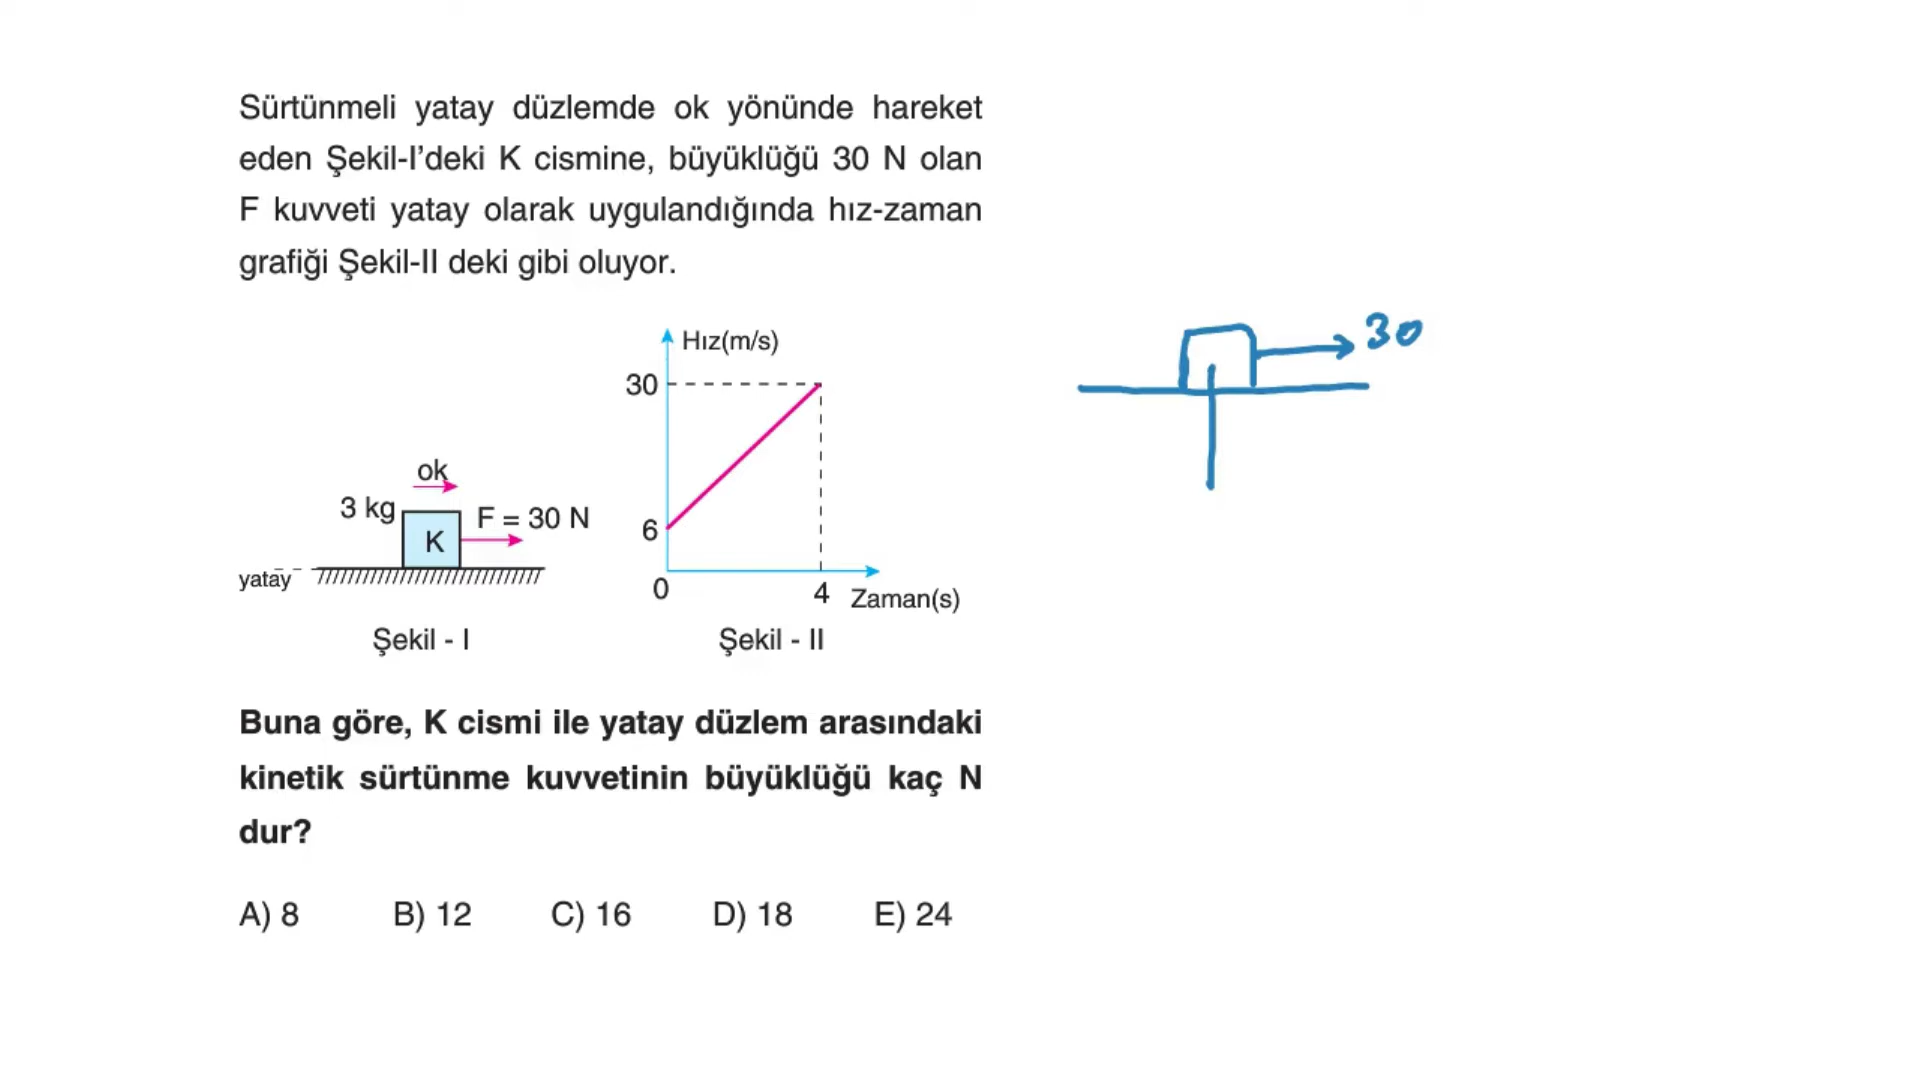 Sürtünmeli yatay düzlemde ok yönünde hareket
eden Şekil-I’deki K cismine, büyüklüğü 30 N olan
F kuvveti yatay olarak uygulandığında hız-zaman
grafiği Şekil-II deki gibi oluyor.
ok
3 kg
K
F = 30 N
yatay
Şekil - I
Hız(m/s)
30
6
0
4
Zaman(s)
Şekil - II
30
Buna göre, K cismi ile yatay düzlem arasındaki
kinetik sürtünme kuvvetinin büyüklüğü kaç N
dur?
A) 8 B) 12 C) 16 D) 18 E) 24